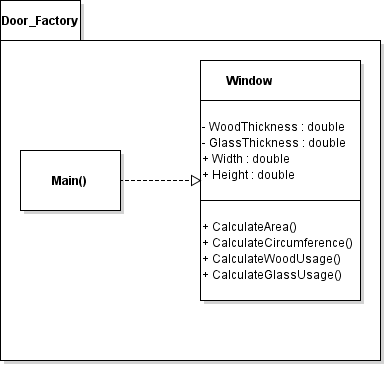 Door_Factory
Window
- WoodThickness : double
- GlassThickness : double
+ Width : double
+ Height : double
Main()
+ CalculateArea()
+ CalculateCircumference()
+ CalculateWoodUsage()
+ CalculateGlassUsage()